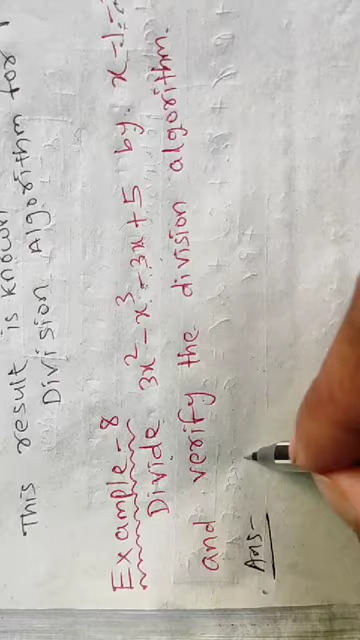 This result is known
Division Algorithm for
Example-8
Divide 3x²-x³-3x+5 by x-1-
and verify the division algorithm.
Ans-